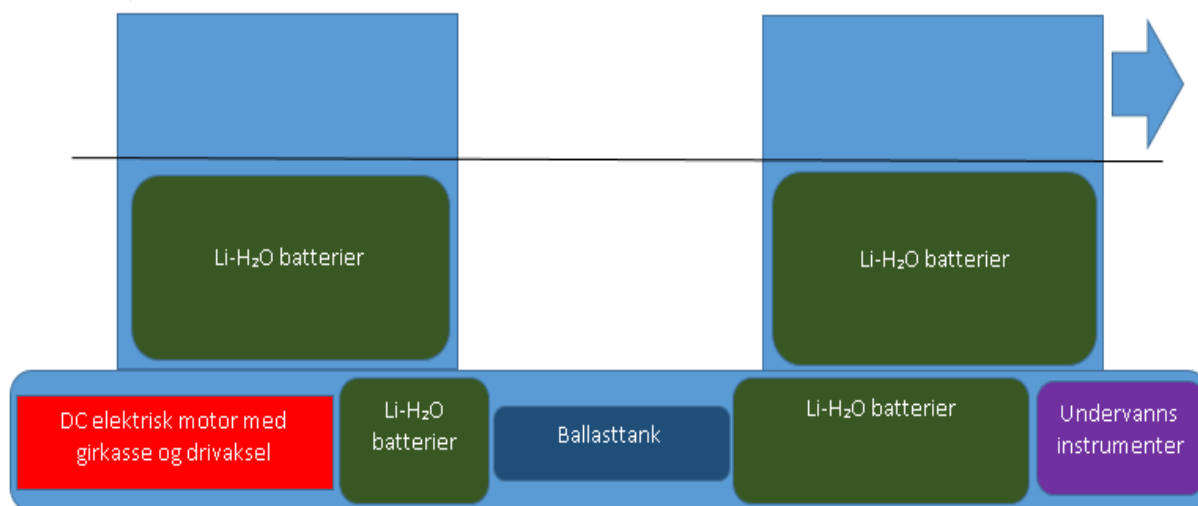 Li-H₂O batterier
Li-H₂O batterier
DC elektrisk motor med
girkasse og drivaksel
Li-H₂O
batterier
Ballasttank
Li-H₂O batterier
Undervanns
instrumenter